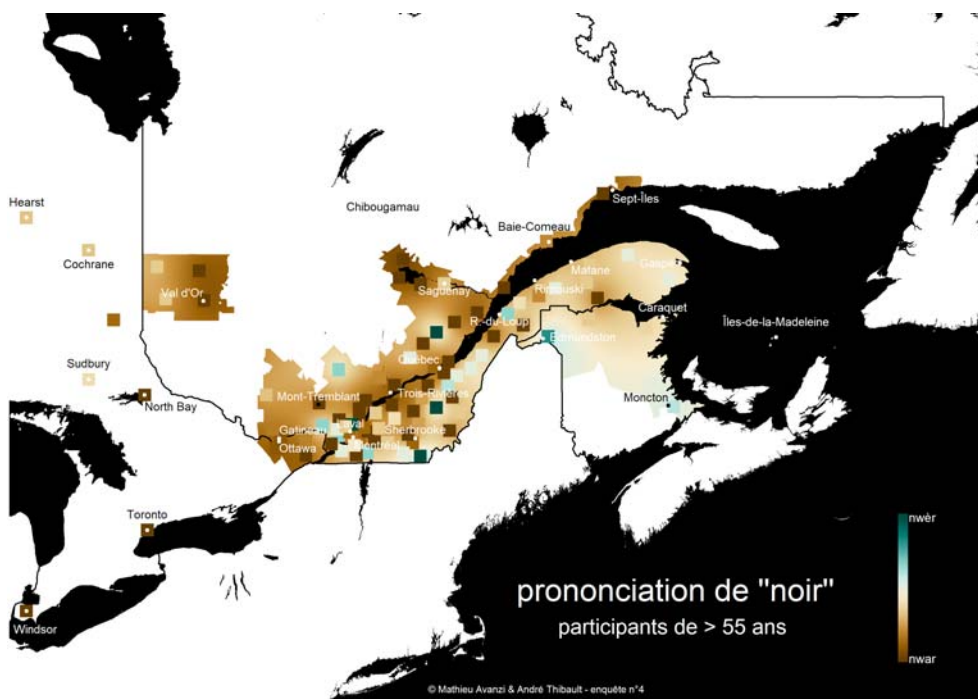 Sept-Îles
Hearst
Chibougamau
Baie-Comeau
Cochrane
Gaspé
Matane
Val d'Or
Saguenay
Rimouski
Caraquet
Îles-de-la-Madeleine
R.-du-Loup
Edmundston
Québec
Sudbury
North Bay
Mont-Tremblant
Trois-Rivières
Moncton
Laval
Gatineau
Sherbrooke
Montréal
Ottawa
Toronto
nwèr
prononciation de "noir"
participants de > 55 ans
Windsor
nwar
© Mathieu Avanzi & André Thibault - enquête n°4